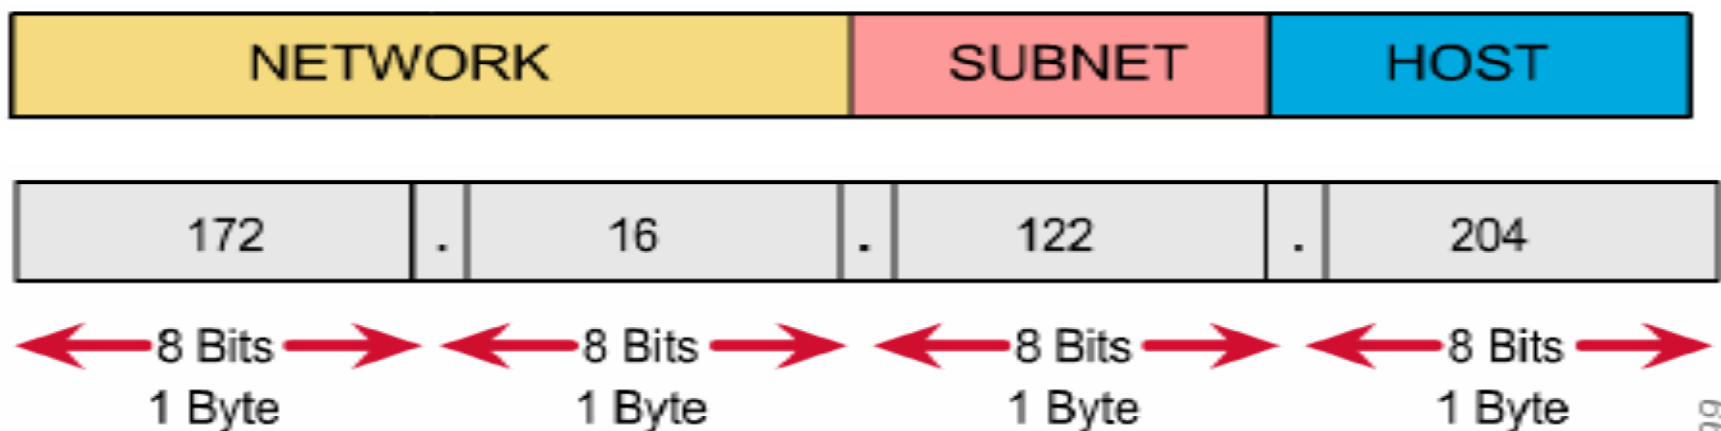 NETWORK SUBNET HOST
172 . 16 . 122 . 204
8 Bits 8 Bits 8 Bits 8 Bits
1 Byte 1 Byte 1 Byte 1 Byte